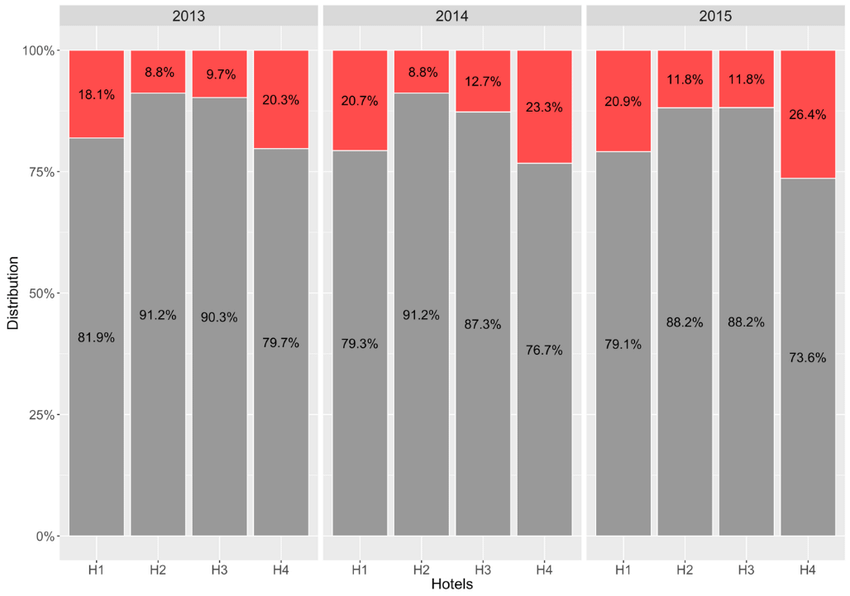 2013 2014 2015
100%
18.1% 8.8% 9.7% 20.3% 20.7% 8.8% 12.7% 23.3% 20.9% 11.8% 11.8% 26.4%
75%
Distribution
50%
81.9% 91.2% 90.3% 79.7% 79.3% 91.2% 87.3% 76.7% 79.1% 88.2% 88.2% 73.6%
25%
0%
H1 H2 H3 H4 H1 H2 H3 H4 H1 H2 H3 H4
Hotels